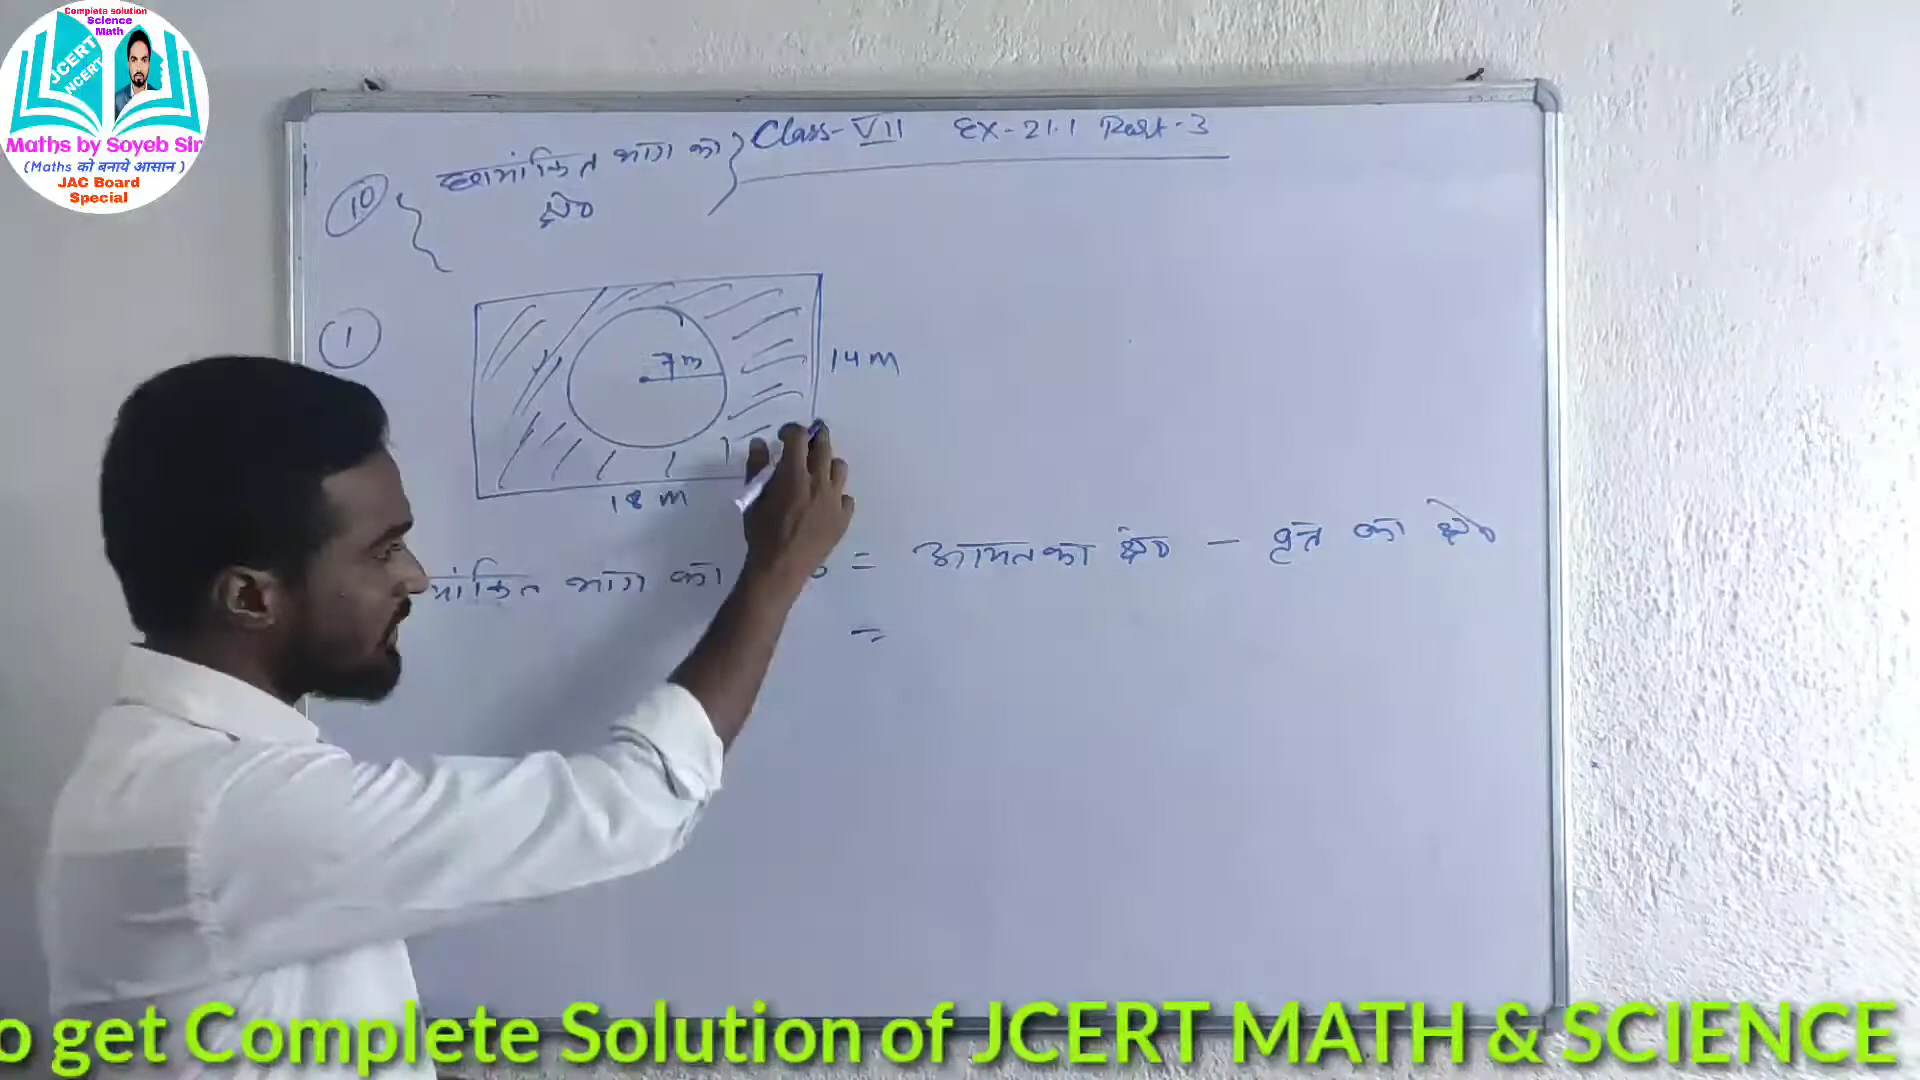 Complete solution
Science
Math
JCERT
NCERT
Maths by Soyeb Sir
(Maths को बनाये आसान )
JAC Board
Special
Class-VII Ex-21.1 Part-3
10 छायांकित भाग का
क्षे०
1
7 m
14 m
18 m
यांकित भाग का = आयत का क्षे० - वृत्त का क्षे०
=
o get Complete Solution of JCERT MATH & SCIENCE